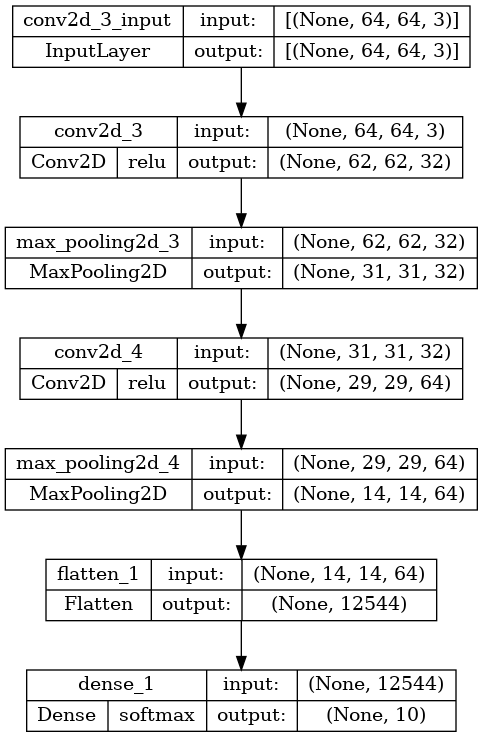 conv2d_3_input input: [(None, 64, 64, 3)]
InputLayer output: [(None, 64, 64, 3)]
conv2d_3 input: (None, 64, 64, 3)
Conv2D relu output: (None, 62, 62, 32)
max_pooling2d_3 input: (None, 62, 62, 32)
MaxPooling2D output: (None, 31, 31, 32)
conv2d_4 input: (None, 31, 31, 32)
Conv2D relu output: (None, 29, 29, 64)
max_pooling2d_4 input: (None, 29, 29, 64)
MaxPooling2D output: (None, 14, 14, 64)
flatten_1 input: (None, 14, 14, 64)
Flatten output: (None, 12544)
dense_1 input: (None, 12544)
Dense softmax output: (None, 10)